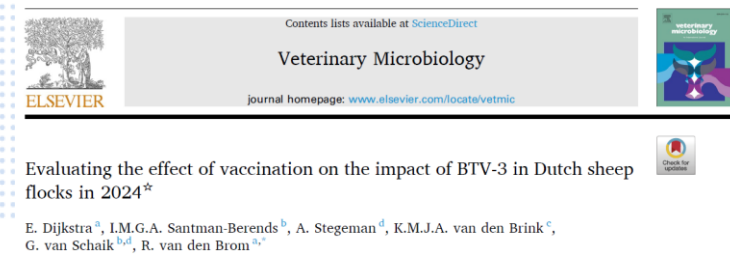 Contents lists available at ScienceDirect
Veterinary Microbiology
journal homepage: www.elsevier.com/locate/vetmic
ELSEVIER
veterinary
microbiology
Check for
updates
Evaluating the effect of vaccination on the impact of BTV-3 in Dutch sheep
flocks in 2024☆
E. Dijkstra a, I.M.G.A. Santman-Berends b, A. Stegeman d, K.M.J.A. van den Brink c,
G. van Schaik b,d, R. van den Brom a,*